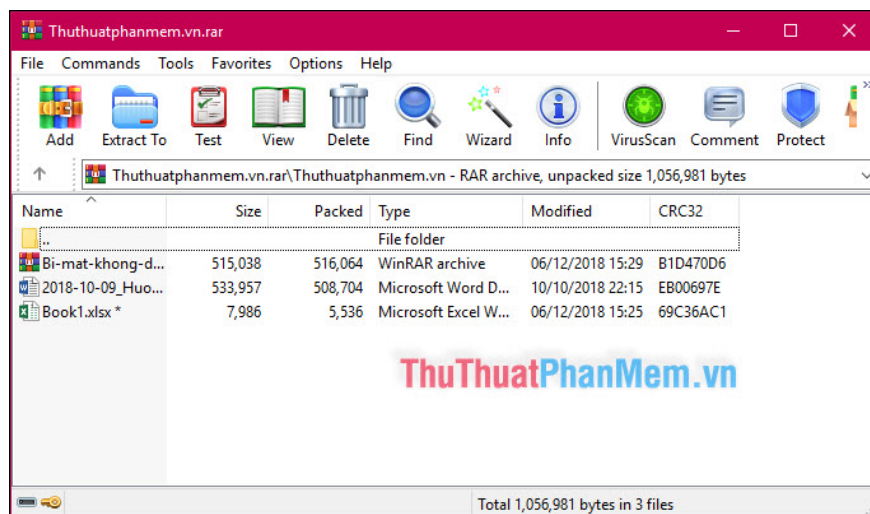 Thuthuatphanmem.vn.rar
File Commands Tools Favorites Options Help
Add Extract To Test View Delete Find Wizard Info VirusScan Comment Protect
Thuthuatphanmem.vn.rar\Thuthuatphanmem.vn - RAR archive, unpacked size 1,056,981 bytes
Name Size Packed Type Modified CRC32
.. File folder
Bi-mat-khong-d... 515,038 516,064 WinRAR archive 06/12/2018 15:29 B1D470D6
2018-10-09_Huo... 533,957 508,704 Microsoft Word D... 10/10/2018 22:15 EB00697E
Book1.xlsx * 7,986 5,536 Microsoft Excel W... 06/12/2018 15:25 69C36AC1
ThuThuatPhanMem.vn
Total 1,056,981 bytes in 3 files